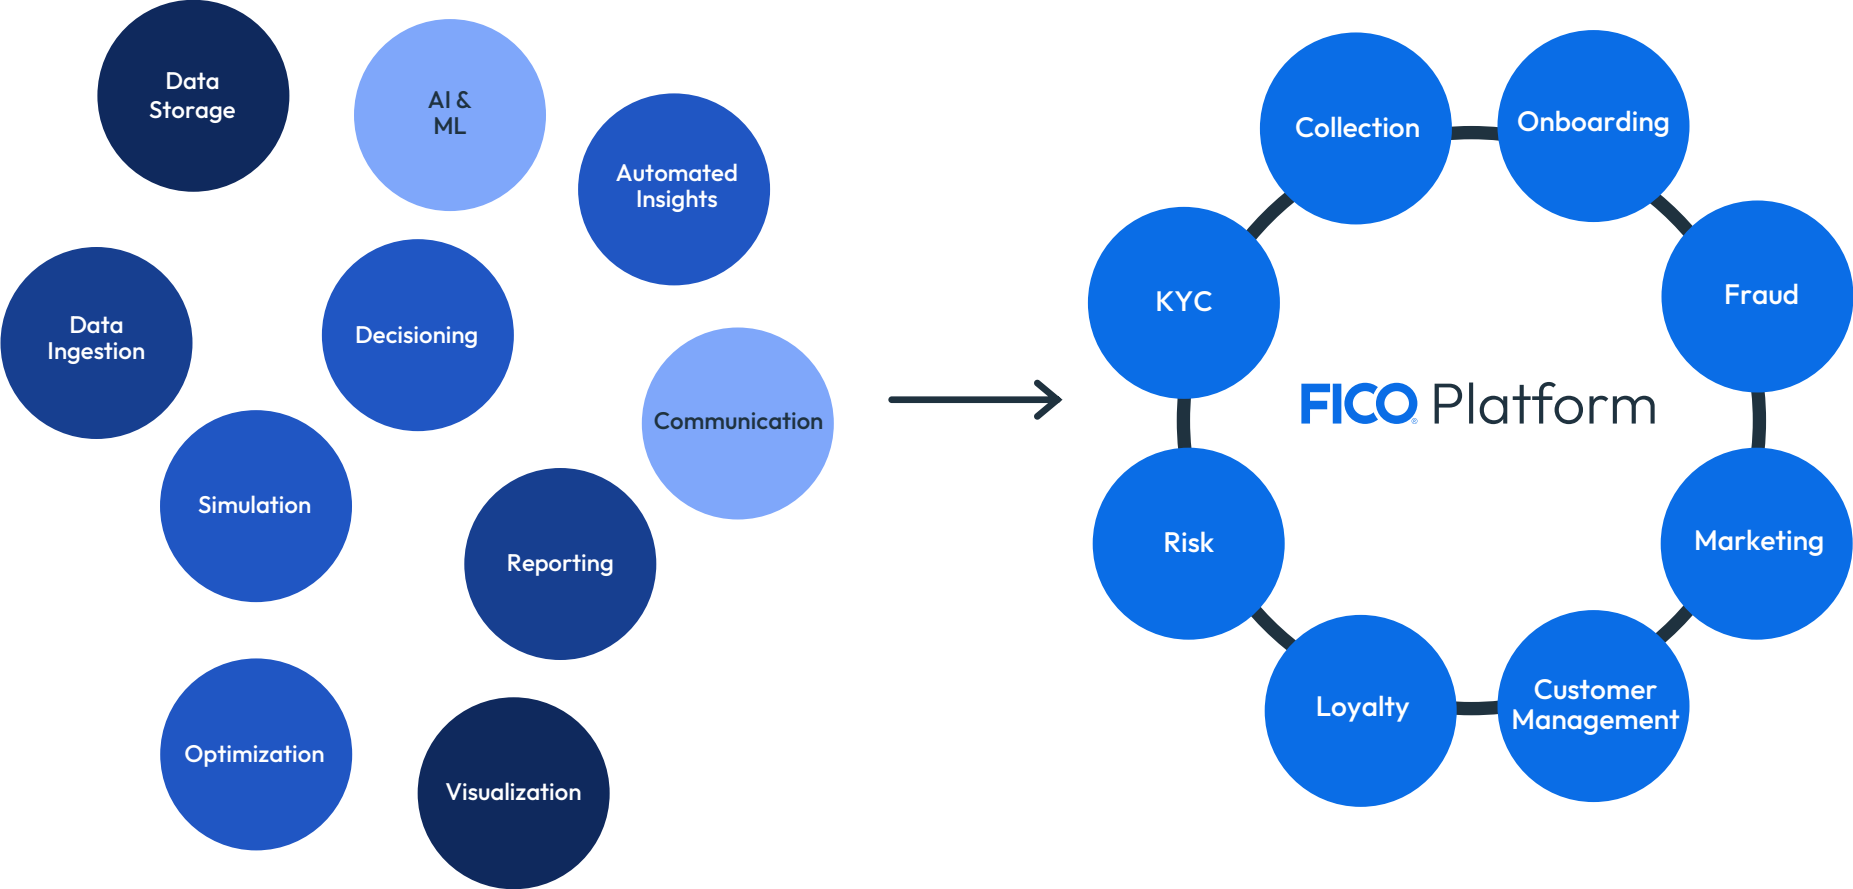 Data
Storage
AI &
ML
Automated
Insights
Data
Ingestion
Decisioning
Communication
Simulation
Reporting
Optimization
Visualization
Collection
Onboarding
KYC
Fraud
FICO® Platform
Risk
Marketing
Loyalty
Customer
Management